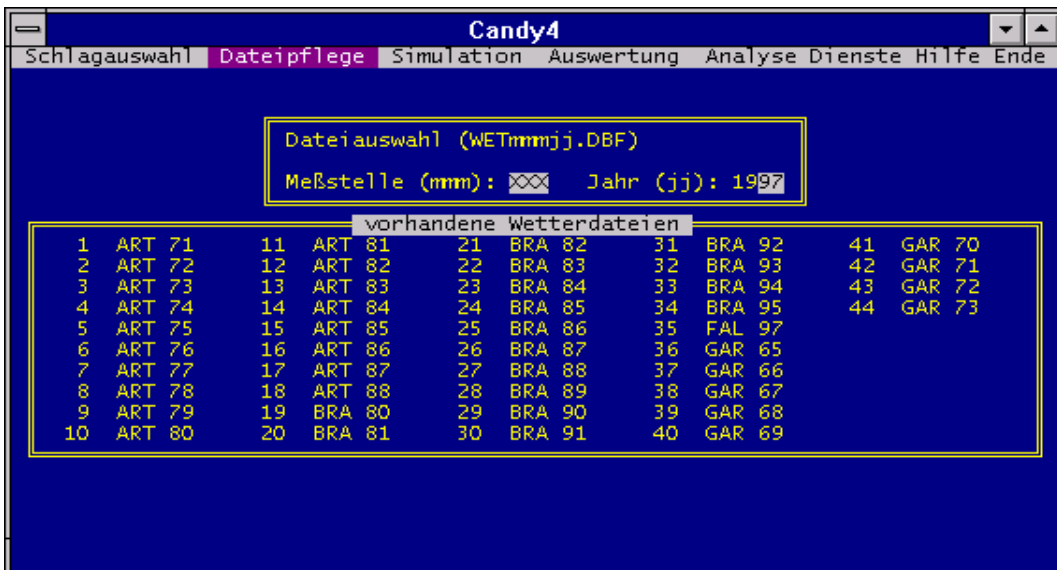 Candy4
Schlagauswahl Dateipflege Simulation Auswertung Analyse Dienste Hilfe Ende
Dateiauswahl (WETmmmjj.DBF)
Meßstelle (mmm): XXX Jahr (jj): 1997
vorhandene Wetterdateien
1 ART 71 11 ART 81 21 BRA 82 31 BRA 92 41 GAR 70
2 ART 72 12 ART 82 22 BRA 83 32 BRA 93 42 GAR 71
3 ART 73 13 ART 83 23 BRA 84 33 BRA 94 43 GAR 72
4 ART 74 14 ART 84 24 BRA 85 34 BRA 95 44 GAR 73
5 ART 75 15 ART 85 25 BRA 86 35 FAL 97
6 ART 76 16 ART 86 26 BRA 87 36 GAR 65
7 ART 77 17 ART 87 27 BRA 88 37 GAR 66
8 ART 78 18 ART 88 28 BRA 89 38 GAR 67
9 ART 79 19 BRA 80 29 BRA 90 39 GAR 68
10 ART 80 20 BRA 81 30 BRA 91 40 GAR 69